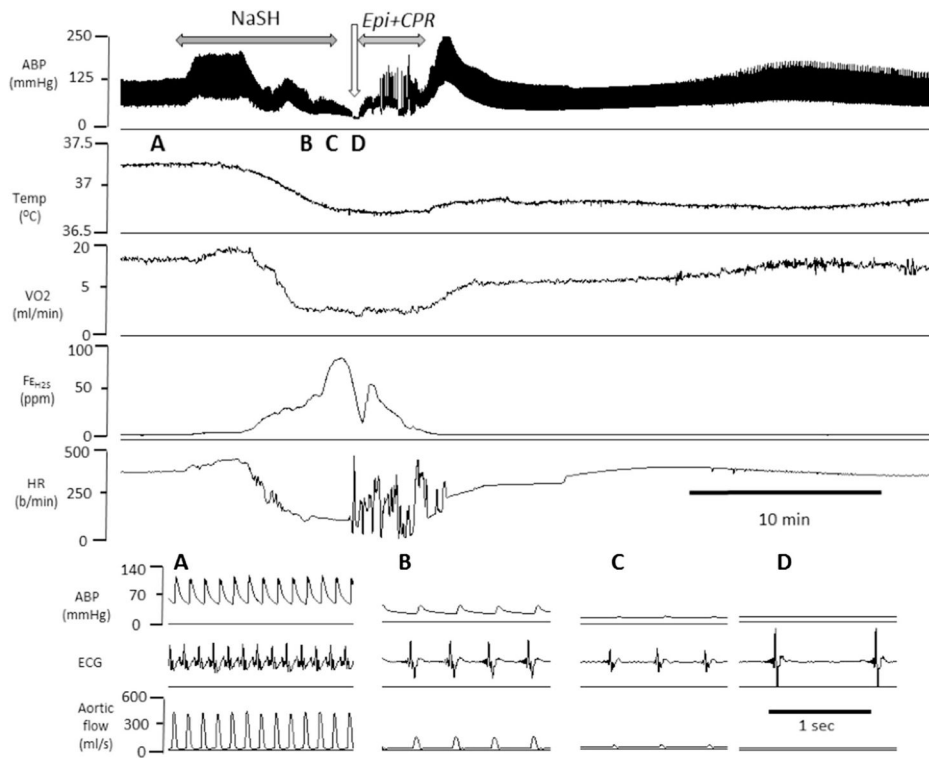 NaSH
Epi+CPR
250
ABP
(mmHg)
125
0
A B C D
37.5
37
Temp
(⁰C)
36.5
20
5
VO2
(ml/min)
0
100
FEH2S
50
(ppm)
0
500
HR
250
(b/min)
0
10 min
A B C D
140
ABP
70
(mmHg)
0
ECG
600
Aortic
flow
300
(ml/s)
0
1 sec